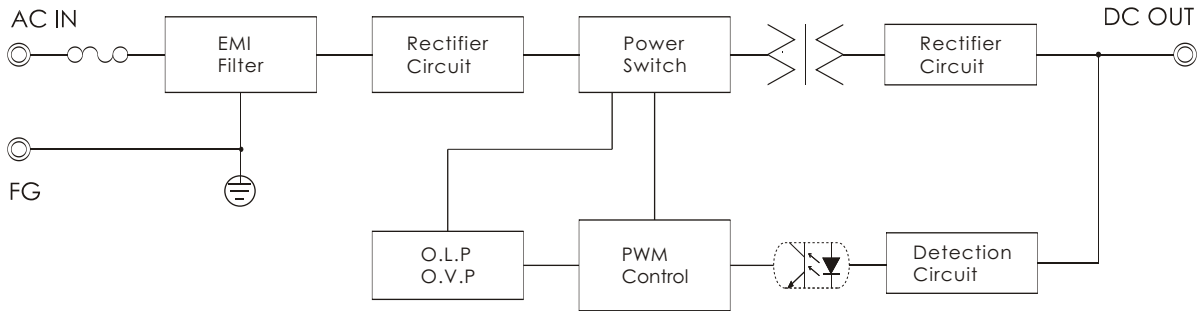 AC IN
EMI
Filter
Rectifier
Circuit
Power
Switch
Rectifier
Circuit
DC OUT
FG
O.L.P
O.V.P
PWM
Control
Detection
Circuit